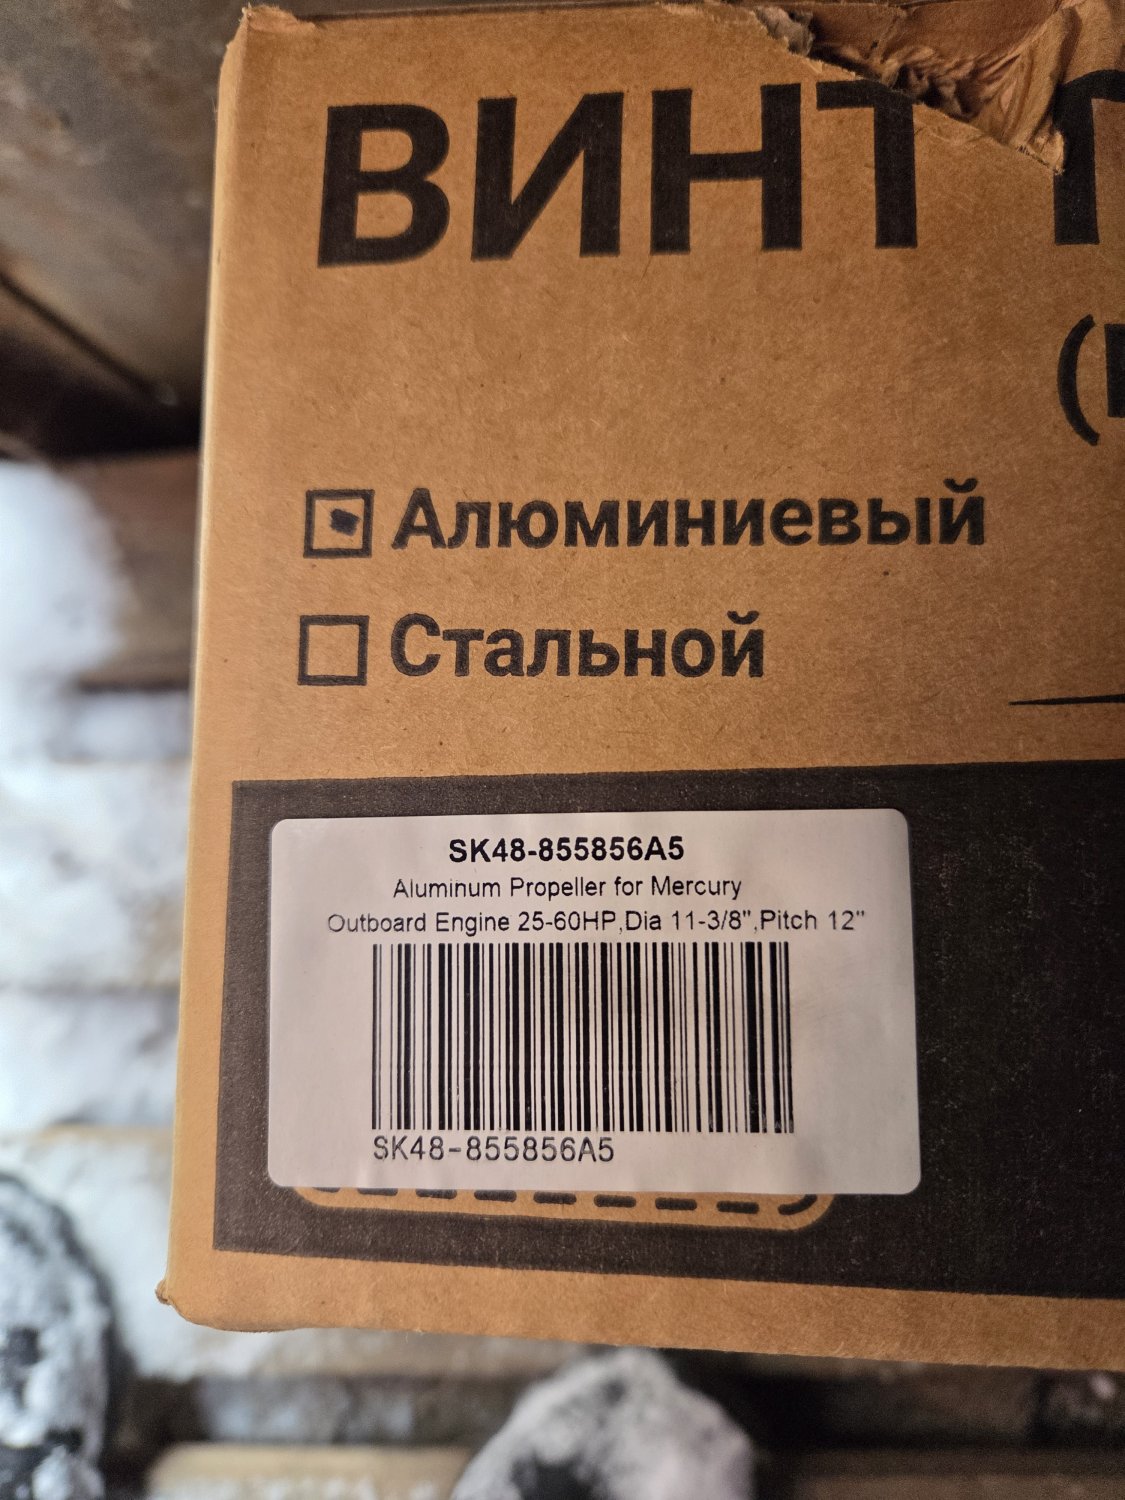 ВИНТ
Алюминиевый
Стальной
SK48-855856A5
Aluminum Propeller for Mercury
Outboard Engine 25-60HP,Dia 11-3/8",Pitch 12"
SK48-855856A5